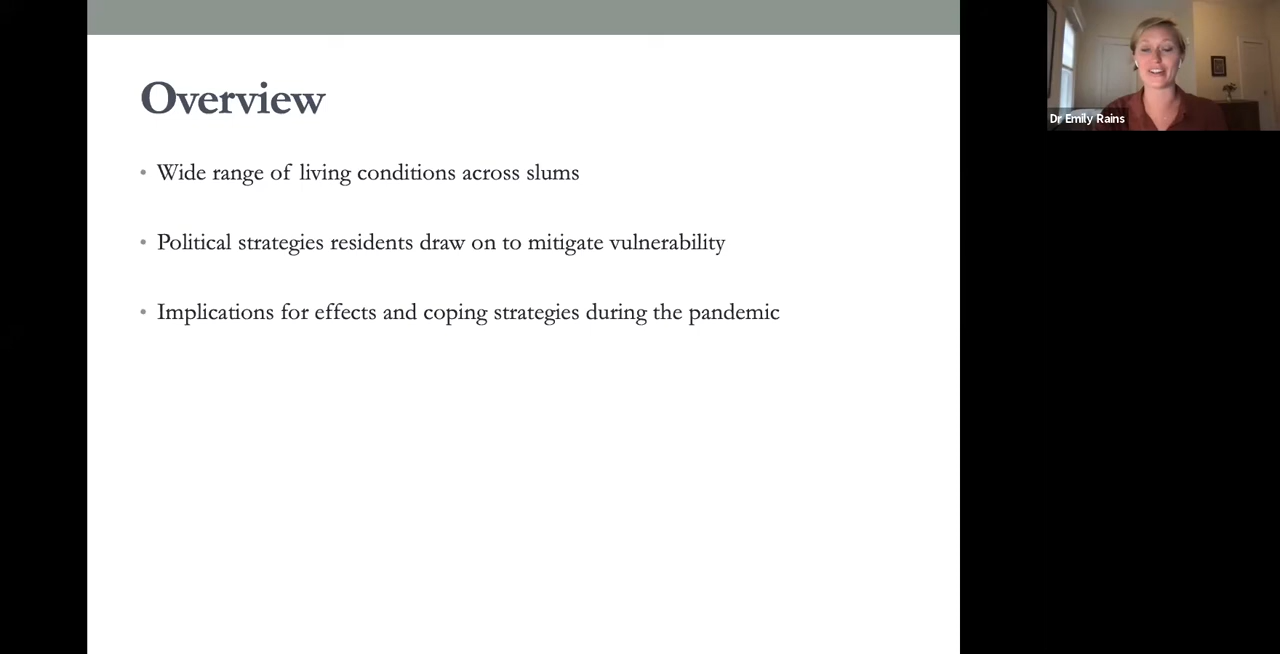 Overview
• Wide range of living conditions across slums
• Political strategies residents draw on to mitigate vulnerability
• Implications for effects and coping strategies during the pandemic
Dr Emily Rains